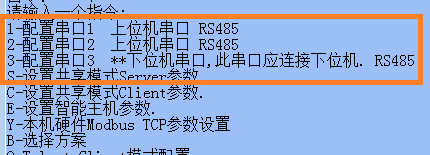 请输入一个指令:
1-配置串口1 上位机串口 RS485
2-配置串口2 上位机串口 RS485
3-配置串口3 **下位机串口,此串口应连接下位机. RS485
S-设置共享模式Server参数
C-设置共享模式Client参数.
E-设置智能主机参数.
Y-本机硬件Modbus TCP参数设置
B-选择方案